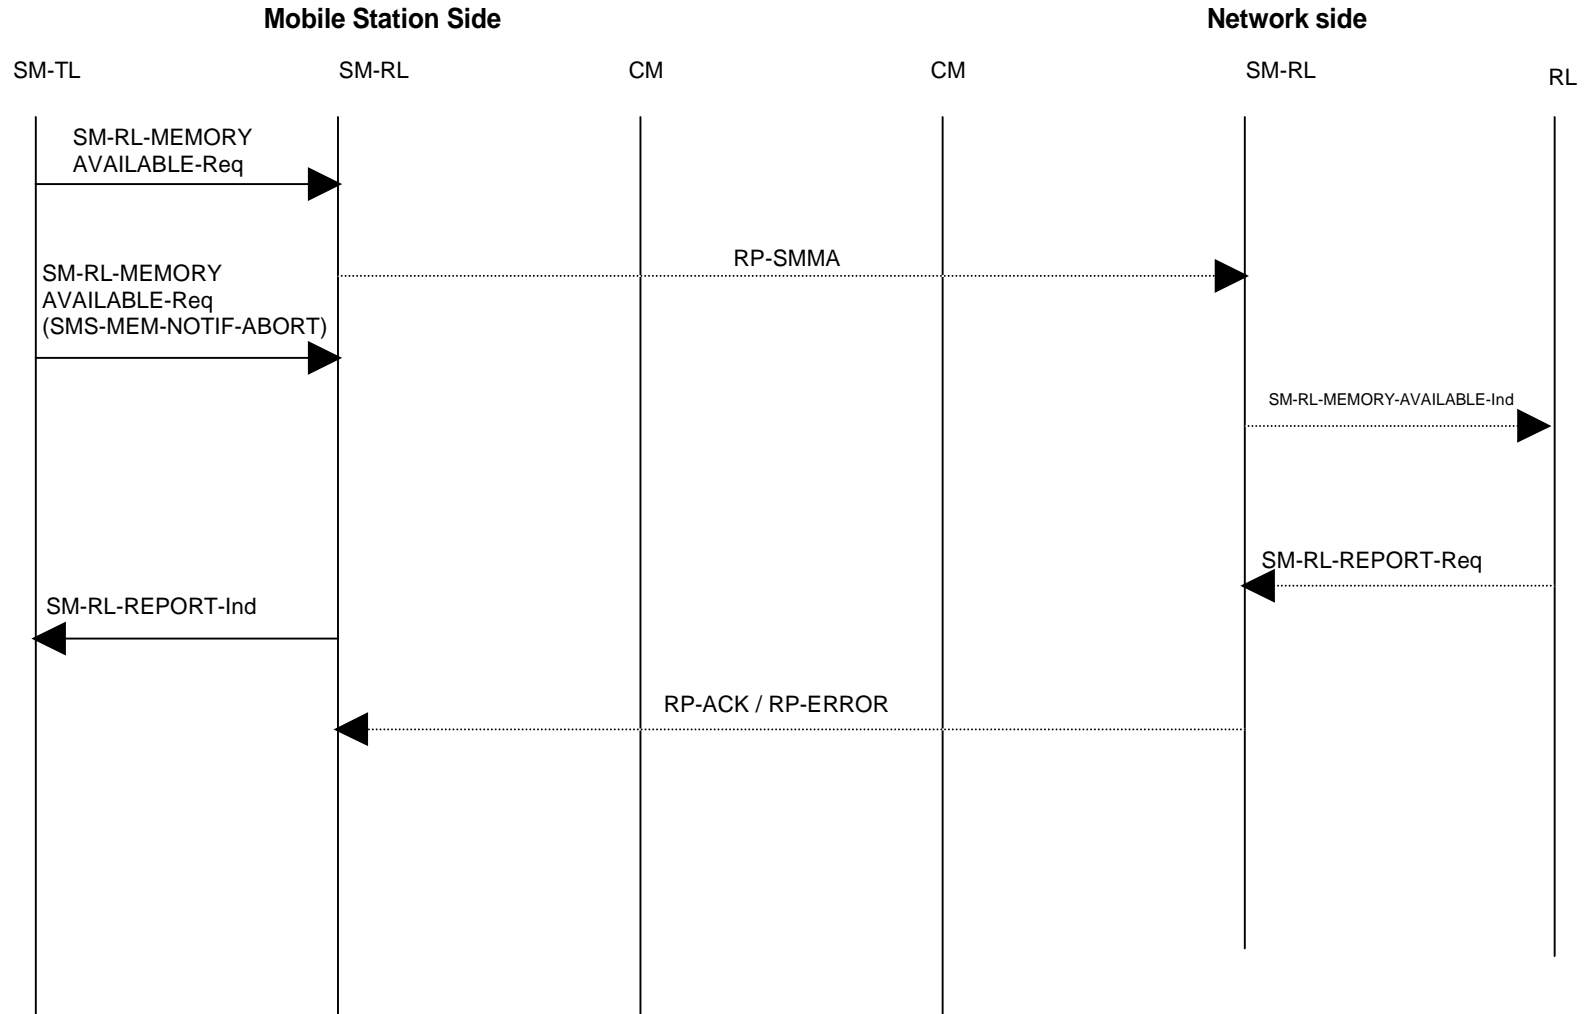 Mobile Station Side
Network side
SM-TL
SM-RL
CM
CM
SM-RL
RL
SM-RL-MEMORY
AVAILABLE-Req
RP-SMMA
SM-RL-MEMORY
AVAILABLE-Req
(SMS-MEM-NOTIF-ABORT)
SM-RL-MEMORY-AVAILABLE-Ind
SM-RL-REPORT-Req
SM-RL-REPORT-Ind
RP-ACK / RP-ERROR